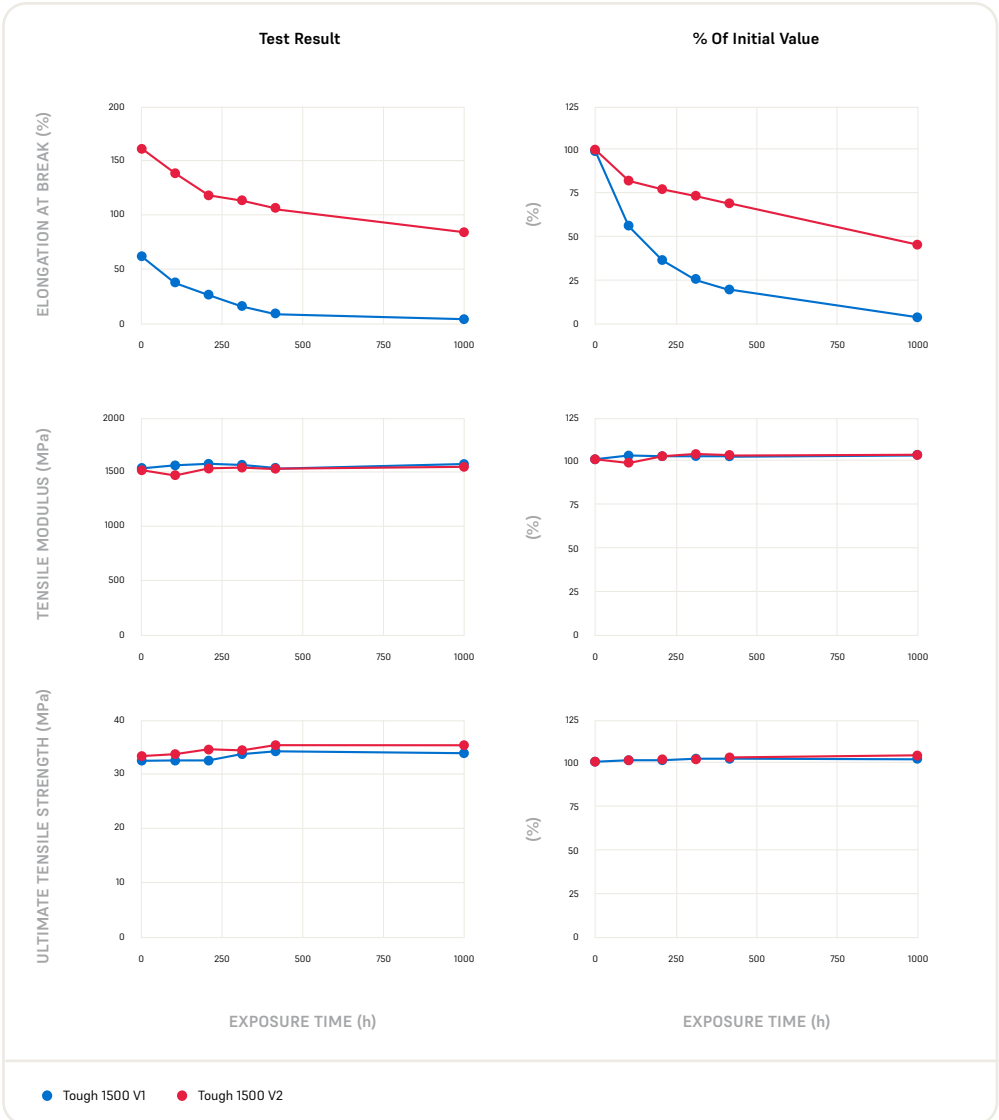 Test Result
% Of Initial Value
ELONGATION AT BREAK (%)
200
150
100
50
0
0 250 500 750 1000
(%)
125
100
75
50
25
0
0 250 500 750 1000
TENSILE MODULUS (MPa)
2000
1500
1000
500
0
0 250 500 750 1000
(%)
125
100
75
50
25
0
0 250 500 750 1000
ULTIMATE TENSILE STRENGTH (MPa)
40
30
20
10
0
0 250 500 750 1000
(%)
125
100
75
50
25
0
0 250 500 750 1000
EXPOSURE TIME (h)
EXPOSURE TIME (h)
Tough 1500 V1
Tough 1500 V2